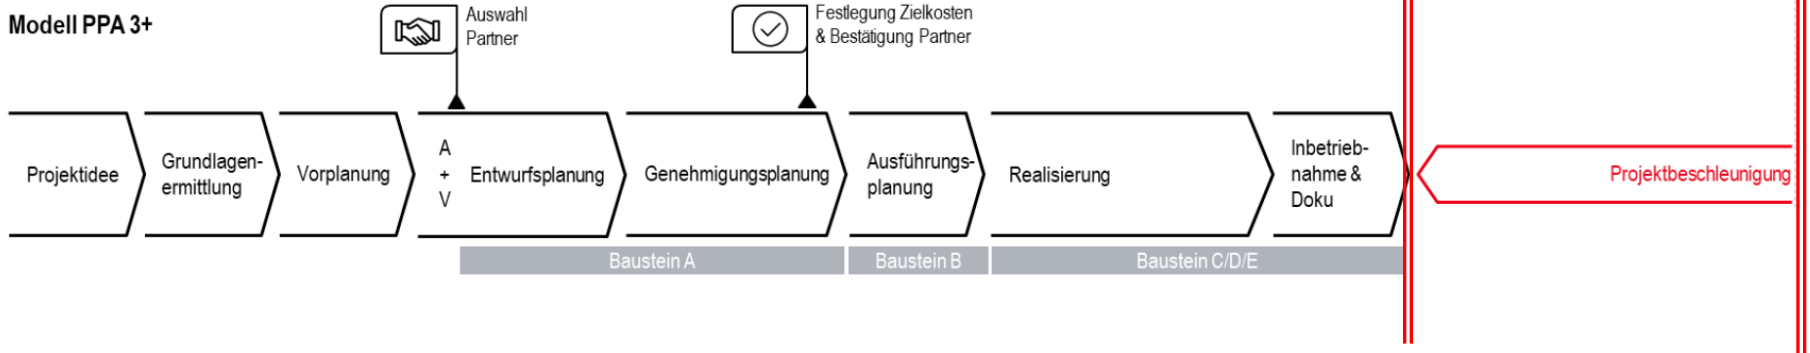 Modell PPA 3+
Auswahl
Partner
Festlegung Zielkosten
& Bestätigung Partner
Projektidee
Grundlagen-
ermittlung
Vorplanung
A
+
V
Entwurfsplanung
Genehmigungsplanung
Ausführungs-
planung
Realisierung
Inbetrieb-
nahme &
Doku
Projektbeschleunigung
Baustein A
Baustein B
Baustein C/D/E